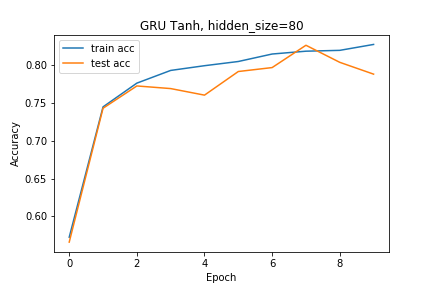 GRU Tanh, hidden_size=80
train acc
test acc
Accuracy
0.80
0.75
0.70
0.65
0.60
0 2 4 6 8
Epoch